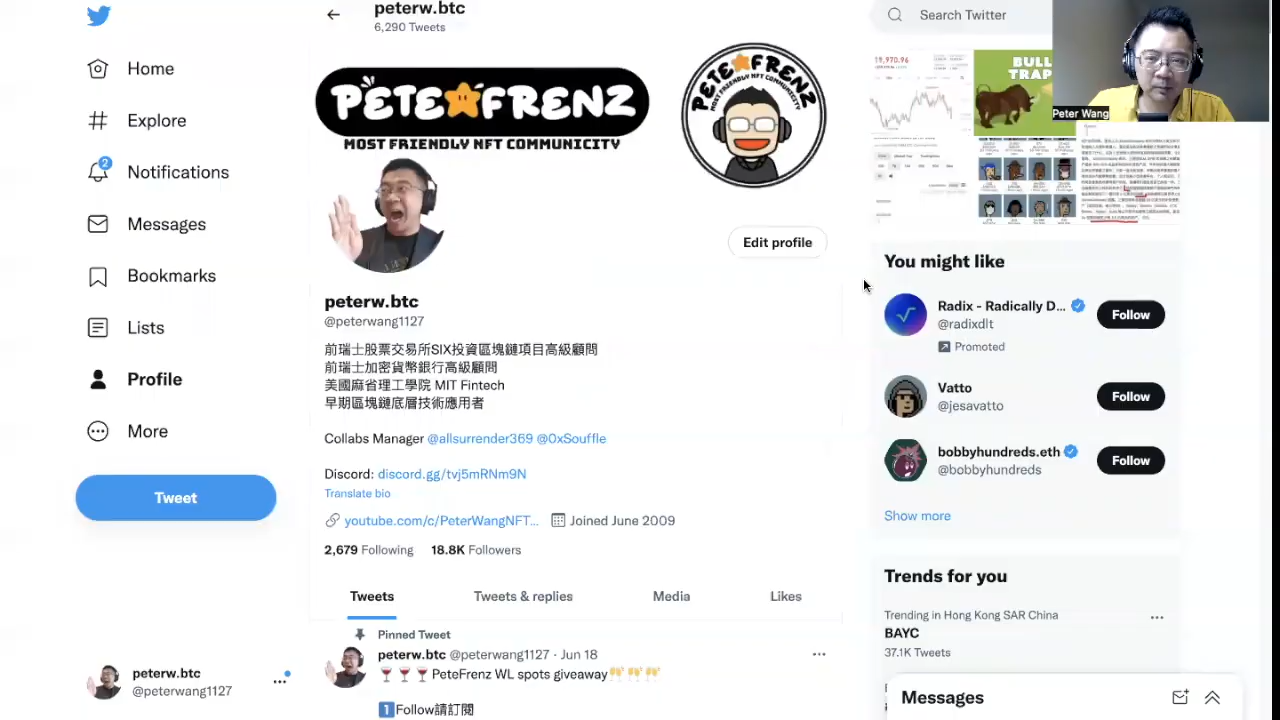 peterw.btc
6,290 Tweets
Search Twitter
Home
Explore
2
Notifications
Messages
Bookmarks
Lists
Profile
More
Tweet
peterw.btc
@peterwang1127
PETE FRENZ
MOST FRIENDLY NFT COMMUNICITY
PETE FRENZ
MOST FRIENDLY NFT COMMUNICITY
Edit profile
peterw.btc
@peterwang1127
前瑞士股票交易所SIX投資區塊鏈項目高級顧問
前瑞士加密貨幣銀行高級顧問
美國麻省理工學院 MIT Fintech
早期區塊鏈底層技術應用者
Collabs Manager @allsurrender369 @0xSouffle
Discord: discord.gg/tvj5mRNm9N
Translate bio
youtube.com/c/PeterWangNFT... Joined June 2009
2,679 Following 18.8K Followers
Tweets Tweets & replies Media Likes
Pinned Tweet
peterw.btc @peterwang1127 · Jun 18
PeteFrenz WL spots giveaway
1 Follow請訂閱
19,970.96
BULL
TRAP
Peter Wang
You might like
Radix - Radically D...
@radixdlt
Follow
Promoted
Vatto
@jesavatto
Follow
bobbyhundreds.eth
@bobbyhundreds
Follow
Show more
Trends for you
Trending in Hong Kong SAR China
BAYC
37.1K Tweets
Messages